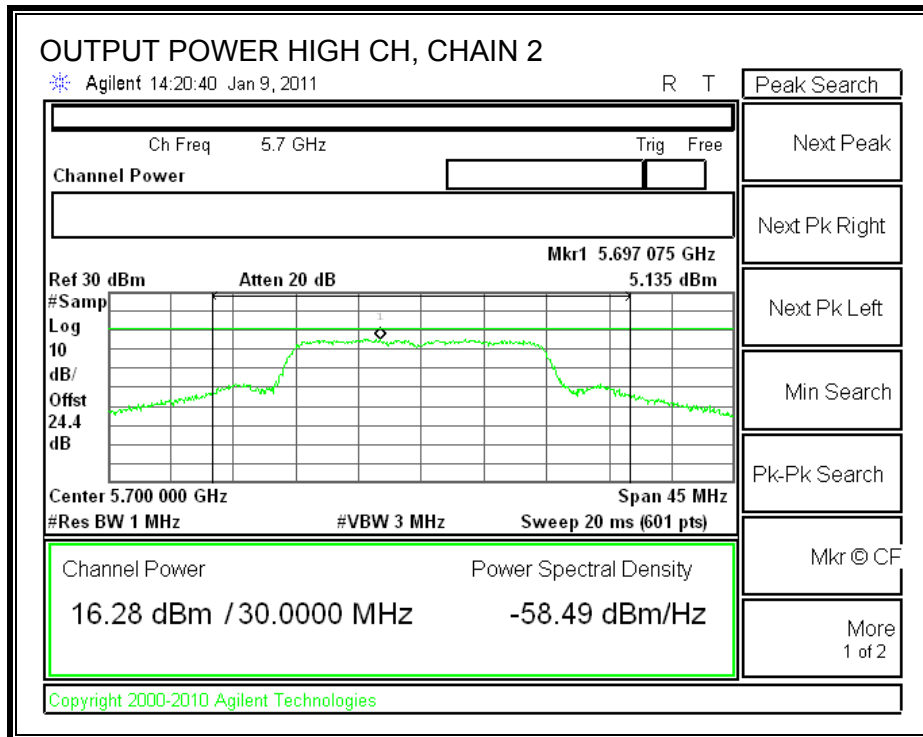 OUTPUT POWER HIGH CH, CHAIN 2
Agilent 14:20:40 Jan 9, 2011 R T
Peak Search
Ch Freq 5.7 GHz Trig Free
Channel Power
Next Peak
Next Pk Right
Mkr1 5.697 075 GHz
Ref 30 dBm Atten 20 dB 5.135 dBm
#Samp
Log
10
dB/
Offst
24.4
dB
1
Next Pk Left
Min Search
Pk-Pk Search
Center 5.700 000 GHz Span 45 MHz
#Res BW 1 MHz #VBW 3 MHz Sweep 20 ms (601 pts)
Mkr © CF
Channel Power Power Spectral Density
16.28 dBm / 30.0000 MHz -58.49 dBm/Hz
More
1 of 2
Copyright 2000-2010 Agilent Technologies